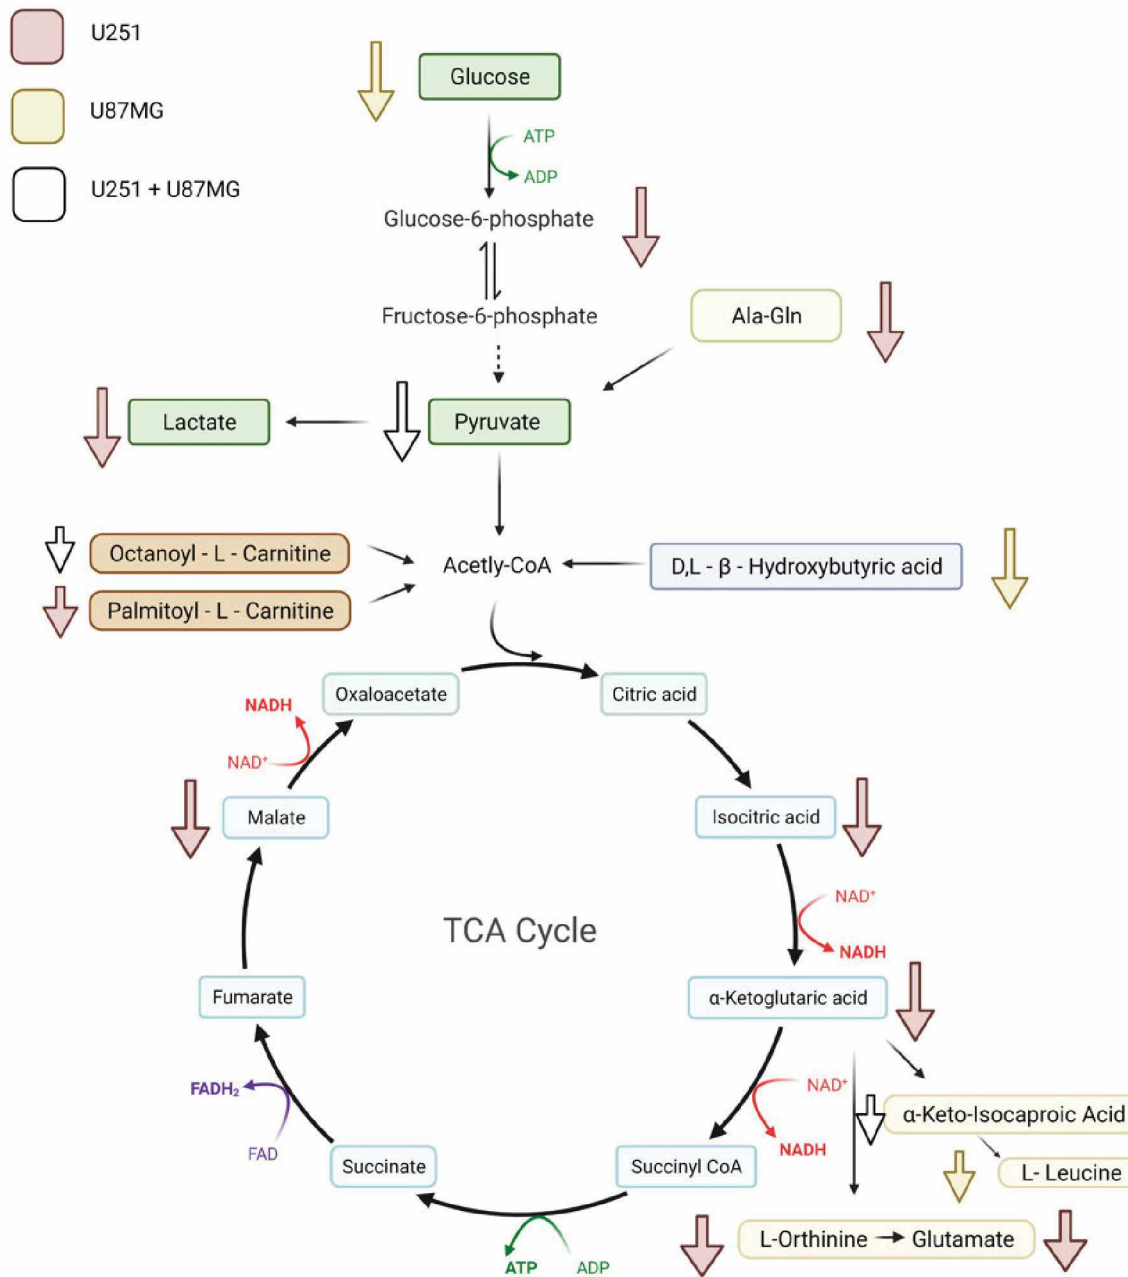 U251
U87MG
U251 + U87MG
Glucose
ATP
ADP
Glucose-6-phosphate
Fructose-6-phosphate
Ala-Gln
Lactate
Pyruvate
Octanoyl - L - Carnitine
Acetly-CoA
D,L - β - Hydroxybutyric acid
Palmitoyl - L - Carnitine
Oxaloacetate
Citric acid
NADH
NAD⁺
Malate
Isocitric acid
NAD⁺
NADH
TCA Cycle
Fumarate
α-Ketoglutaric acid
FADH₂
FAD
NAD⁺
NADH
α-Keto-Isocaproic Acid
L- Leucine
Succinate
Succinyl CoA
L-Orthinine → Glutamate
ATP
ADP